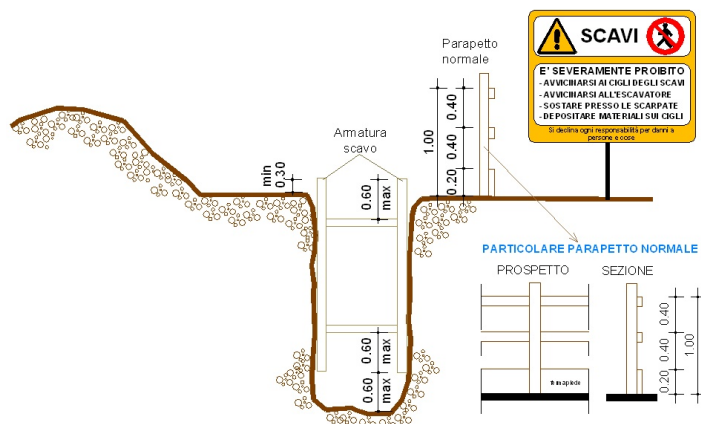 Parapetto
normale
SCAVI
E' SEVERAMENTE PROIBITO
- AVVICINARSI AI CIGLI DEGLI SCAVI
- AVVICINARSI ALL'ESCAVATORE
- SOSTARE PRESSO LE SCARPATE
- DEPOSITARE MATERIALI SUI CIGLI
Si declina ogni responsabilità per danni a
persone e cose
Armatura
scavo
min
0.30
0.60
max
1.00
0.40
0.40
0.20
0.60
max
0.60
max
PARTICOLARE PARAPETTO NORMALE
PROSPETTO
SEZIONE
0.40
0.40
0.20
1.00